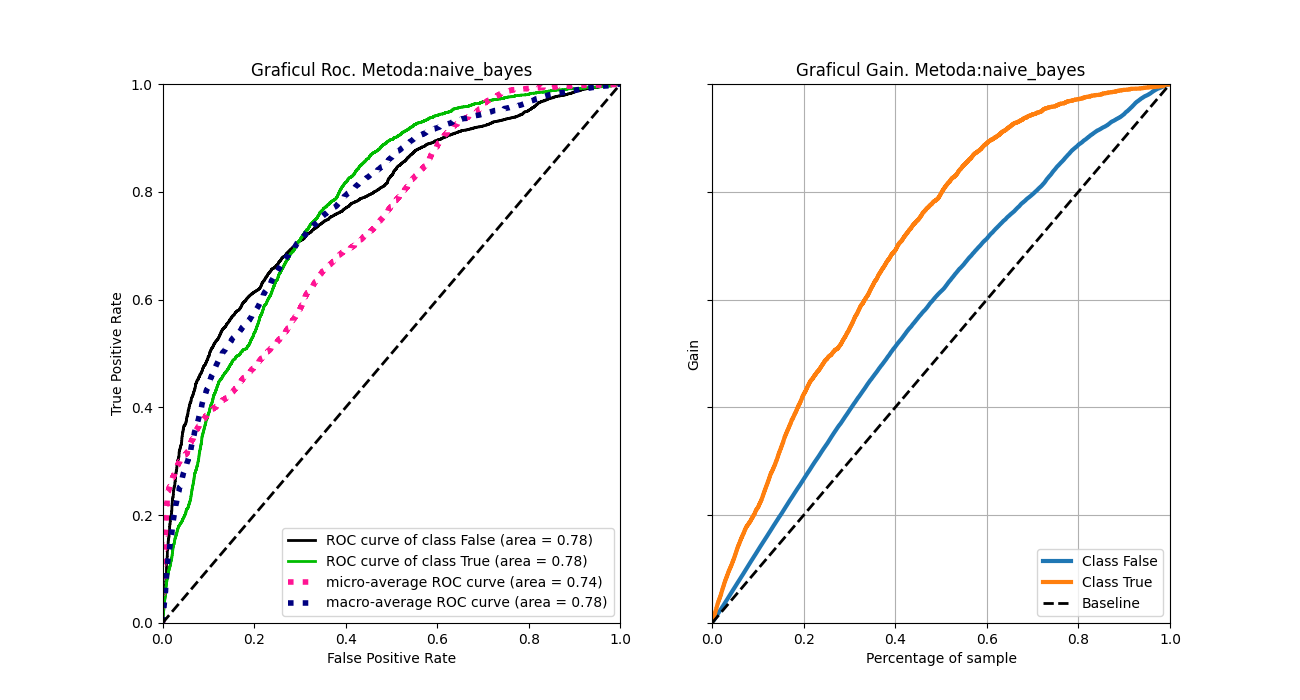 Graficul Roc. Metoda:naive_bayes
1.0
0.8
0.6
0.4
0.2
0.0
True Positive Rate
ROC curve of class False (area = 0.78)
ROC curve of class True (area = 0.78)
micro-average ROC curve (area = 0.74)
macro-average ROC curve (area = 0.78)
0.0 0.2 0.4 0.6 0.8 1.0
False Positive Rate
Graficul Gain. Metoda:naive_bayes
Gain
Class False
Class True
Baseline
0.0 0.2 0.4 0.6 0.8 1.0
Percentage of sample